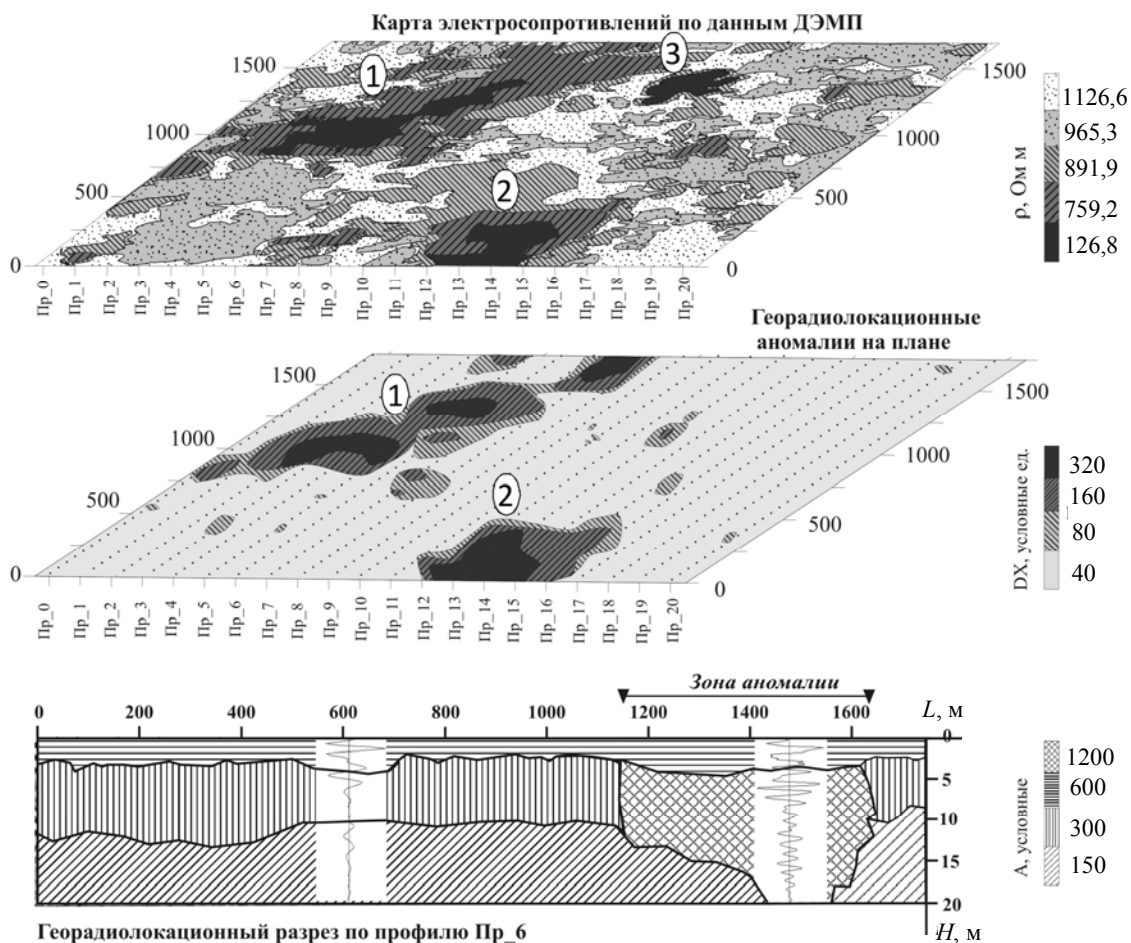 Карта электросопротивлений по данным ДЭМП
1
2
3
1500
1000
500
0
1500
1000
500
0
Пр_0
Пр_1
Пр_2
Пр_3
Пр_4
Пр_5
Пр_6
Пр_7
Пр_8
Пр_9
Пр_10
Пр_11
Пр_12
Пр_13
Пр_14
Пр_15
Пр_16
Пр_17
Пр_18
Пр_19
Пр_20
ρ, Ом м
1126,6
965,3
891,9
759,2
126,8
Георадиолокационные
аномалии на плане
1
2
1500
1000
500
0
1500
1000
500
0
Пр_0
Пр_1
Пр_2
Пр_3
Пр_4
Пр_5
Пр_6
Пр_7
Пр_8
Пр_9
Пр_10
Пр_11
Пр_12
Пр_13
Пр_14
Пр_15
Пр_16
Пр_17
Пр_18
Пр_19
Пр_20
DX, условные ед.
320
160
80
40
Зона аномалии
0 200 400 600 800 1000 1200 1400 1600 L, м
0
5
10
15
20
H, м
А, условные
1200
600
300
150
Георадиолокационный разрез по профилю Пр_6